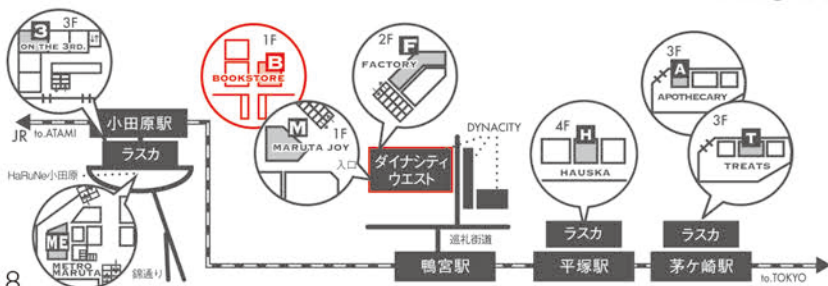 3
3F
ON THE 3RD.
1F
B
BOOKSTORE
2F
F
FACTORY
M
1F
MARUTA JOY
入口
3F
A
APOTHECARY
3F
T
TREATS
4F
H
HAUSKA
DYNACITY
JR
to.ATAMI
小田原駅
ラスカ
HaRuNe小田原
ME
METRO
MARUTA
錦通り
ダイナシティ
ウエスト
巡礼街道
鴨宮駅
ラスカ
平塚駅
ラスカ
茅ケ崎駅
to.TOKYO
8